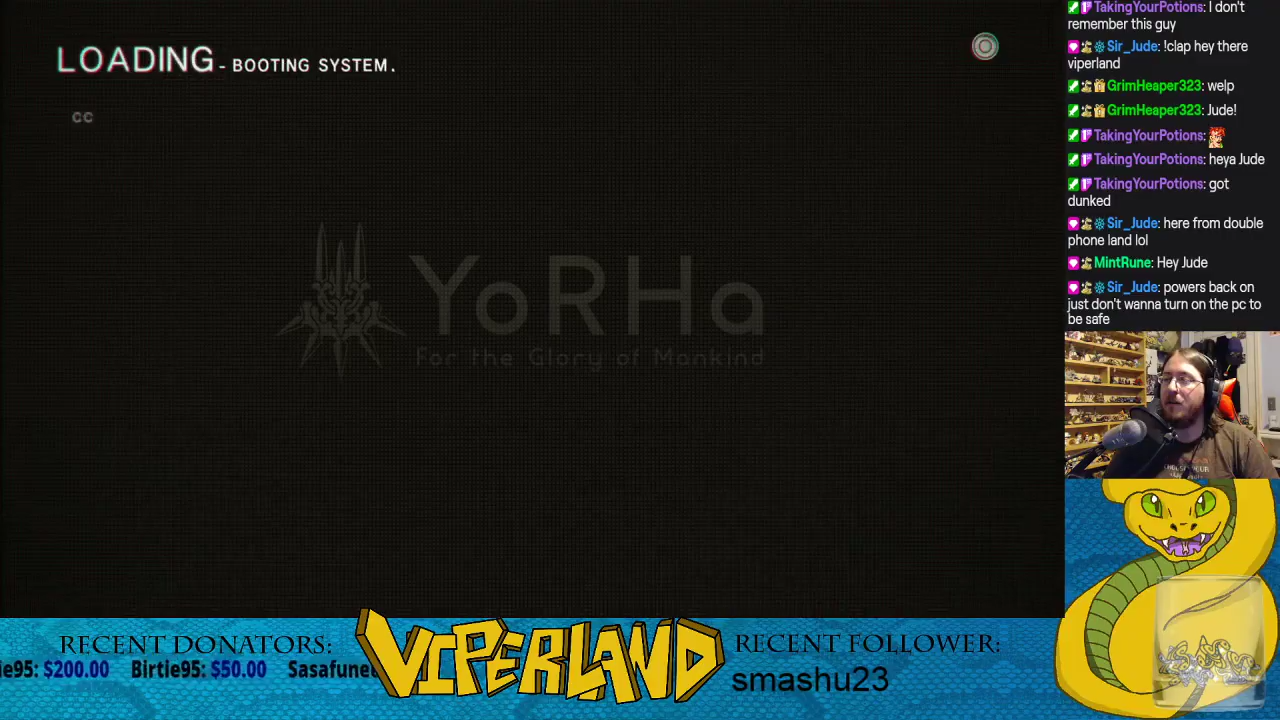 LOADING - BOOTING SYSTEM.
CC
YoRHa
For the Glory of Mankind
TakingYourPotions: I don't
remember this guy
Sir_Jude: !clap hey there
viperland
GrimHeaper323: welp
GrimHeaper323: Jude!
TakingYourPotions:
TakingYourPotions: heya Jude
TakingYourPotions: got
dunked
Sir_Jude: here from double
phone land lol
MintRune: Hey Jude
Sir_Jude: powers back on
just don't wanna turn on the pc to
be safe
RECENT DONATORS:
ie95: $200.00 Birtie95: $50.00 Sasafune
VIPERLAND
RECENT FOLLOWER:
smashu23